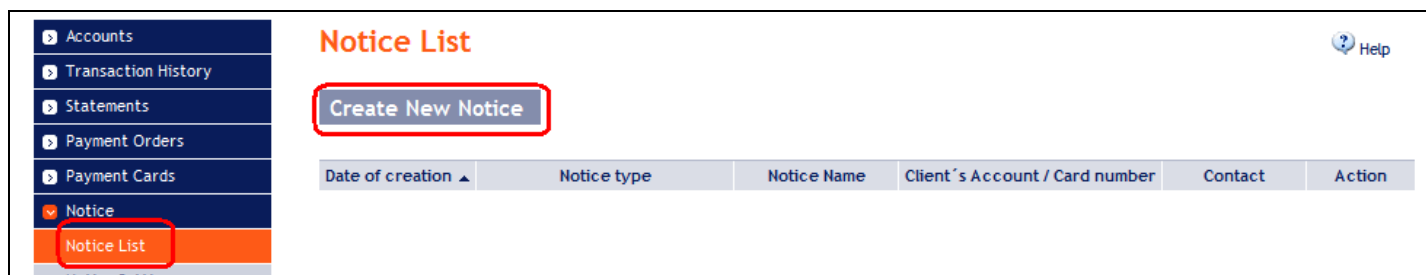 Accounts
Transaction History
Statements
Payment Orders
Payment Cards
Notice
Notice List
Notice List
Help
Create New Notice
Date of creation ▲ Notice type Notice Name Client´s Account / Card number Contact Action